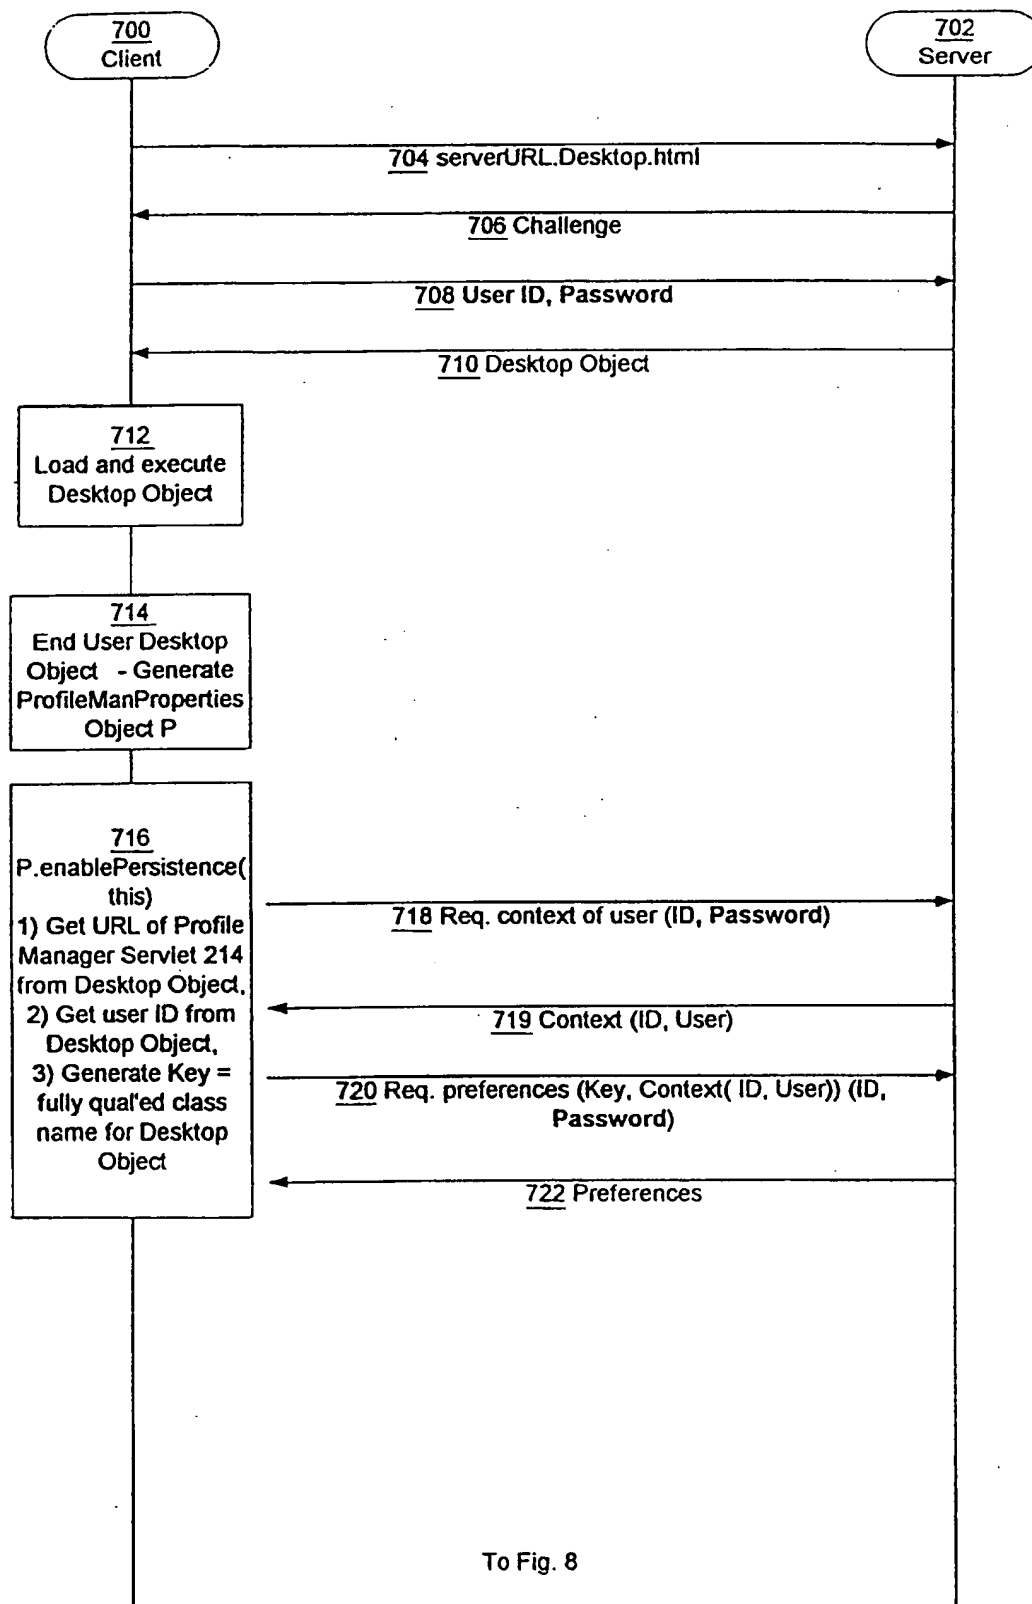 700
Client
702
Server
704 serverURL.Desktop.html
706 Challenge
708 User ID, Password
710 Desktop Object
712
Load and execute
Desktop Object
714
End User Desktop
Object - Generate
ProfileManProperties
Object P
716
P.enablePersistence(
this)
1) Get URL of Profile
Manager Servlet 214
from Desktop Object,
2) Get user ID from
Desktop Object,
3) Generate Key =
fully qual'ed class
name for Desktop
Object
718 Req. context of user (ID, Password)
719 Context (ID, User)
720 Req. preferences (Key, Context( ID, User)) (ID,
Password)
722 Preferences
To Fig. 8